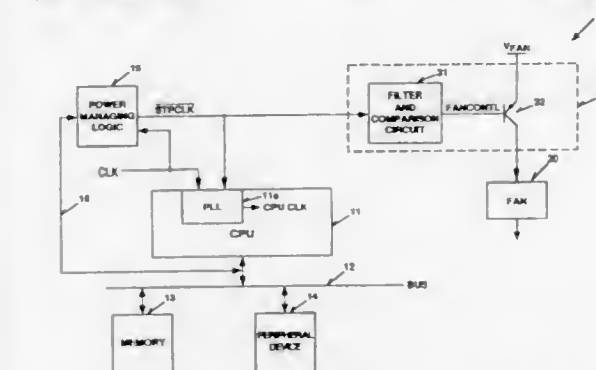 VFAN
15
31
POWER
MANAGING
LOGIC
STPCLK
FILTER
AND
COMPARISON
CIRCUIT
FANCONTL
32
CLK
30
FAN
16
PLL
11a
CPU CLK
11
CPU
12
BUS
13
14
MEMORY
PERIPHERAL
DEVICE